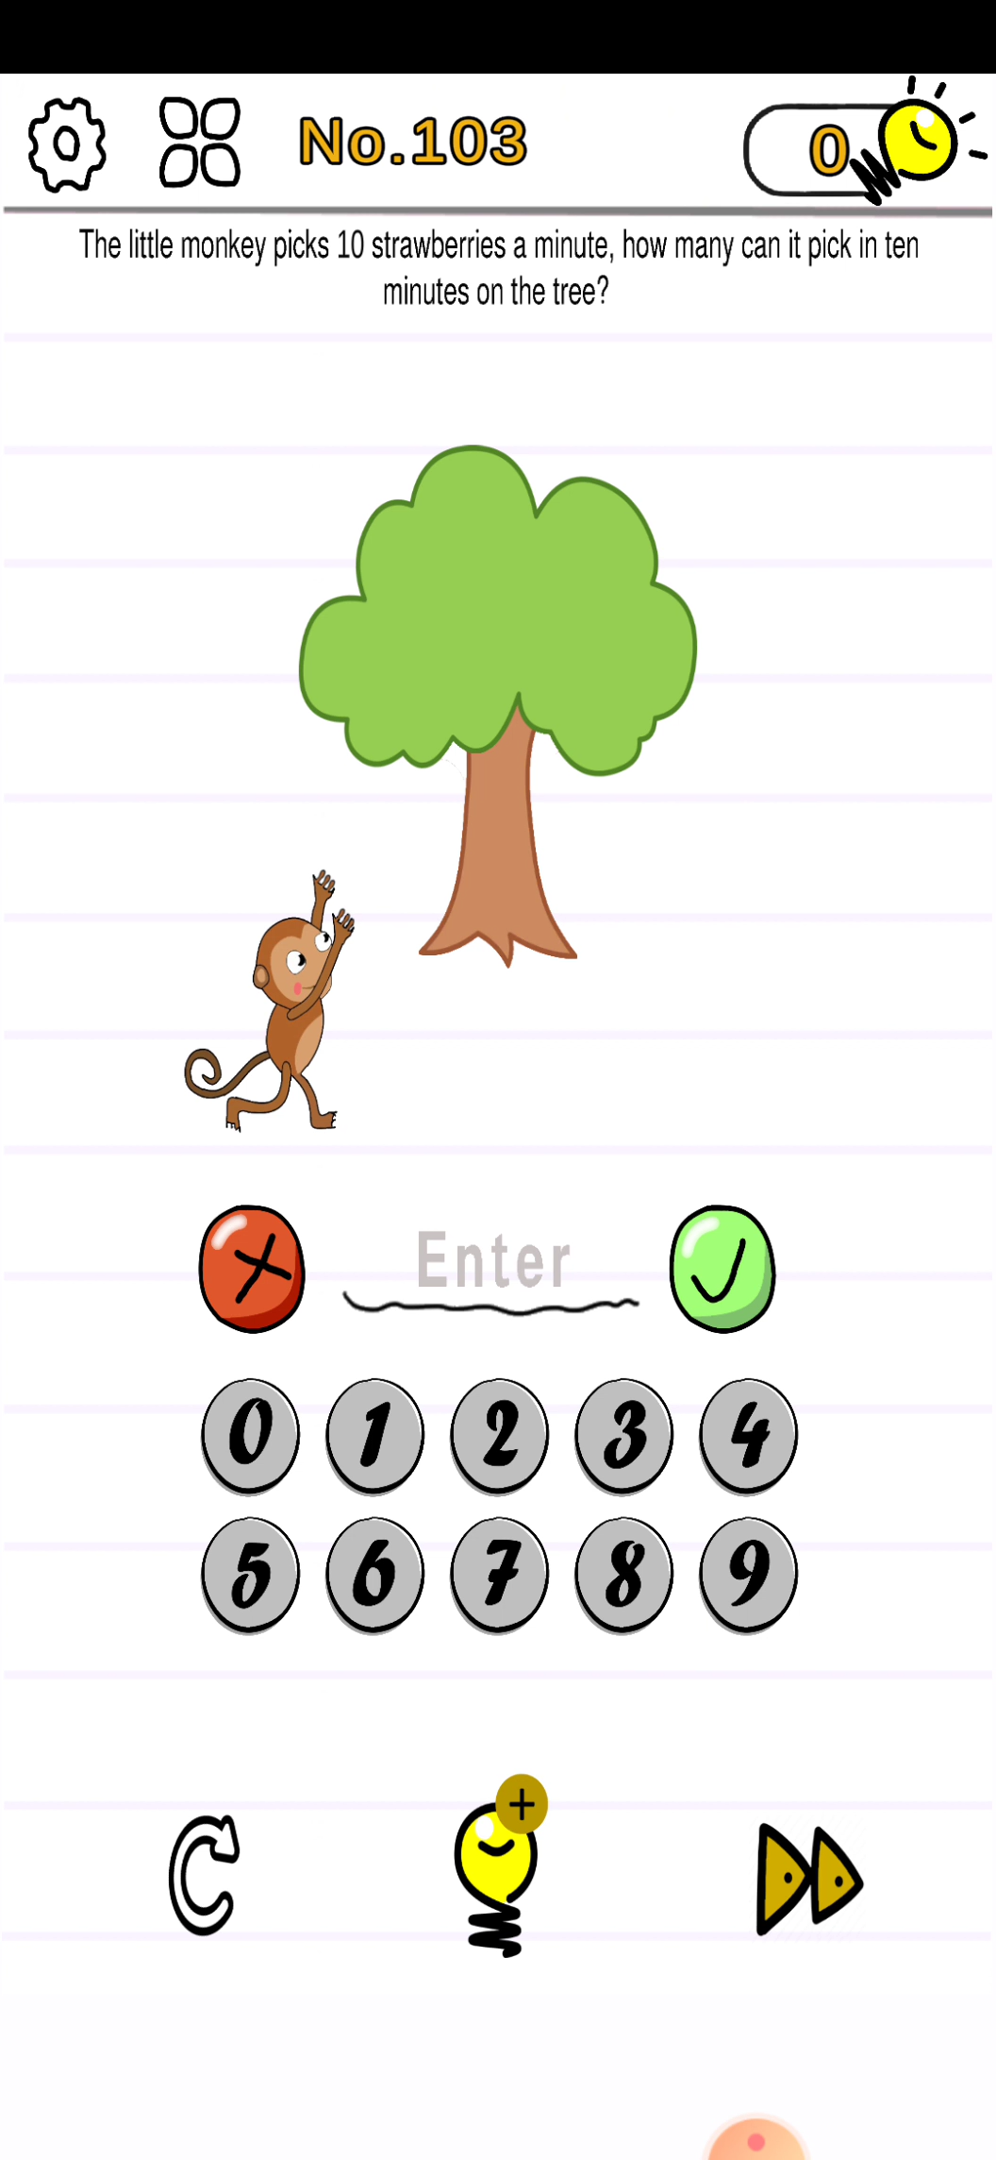 No.103
0
The little monkey picks 10 strawberries a minute, how many can it pick in ten
minutes on the tree?
Enter
0 1 2 3 4
5 6 7 8 9